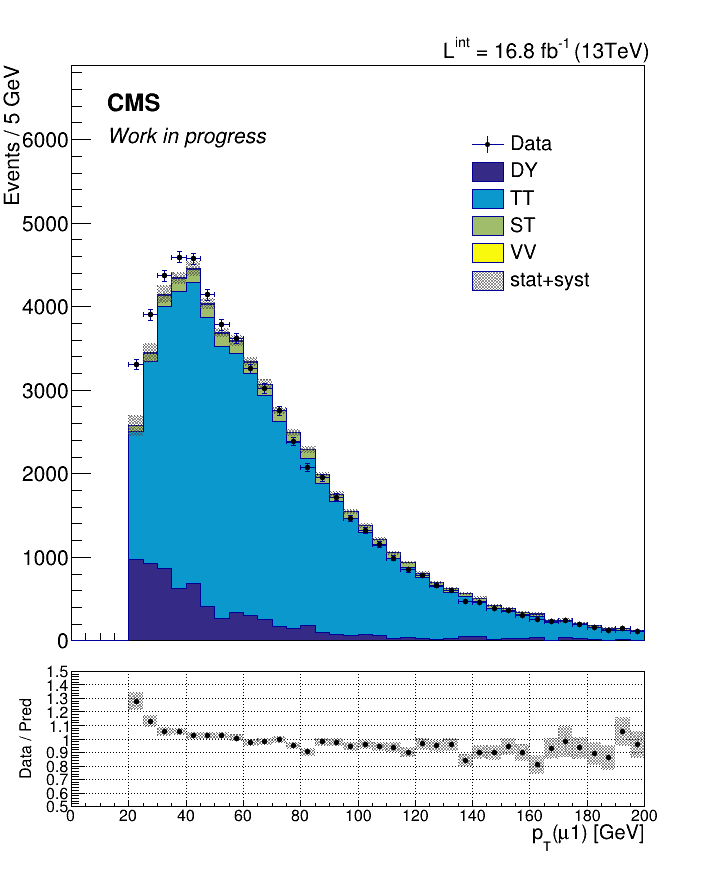 L^int = 16.8 fb^-1 (13TeV)
Events / 5 GeV
CMS
Work in progress
Data
DY
TT
ST
VV
stat+syst
6000
5000
4000
3000
2000
1000
0
Data / Pred
1.5
1.4
1.3
1.2
1.1
1
0.9
0.8
0.7
0.6
0.5
0 20 40 60 80 100 120 140 160 180 200
p_T(μ1) [GeV]